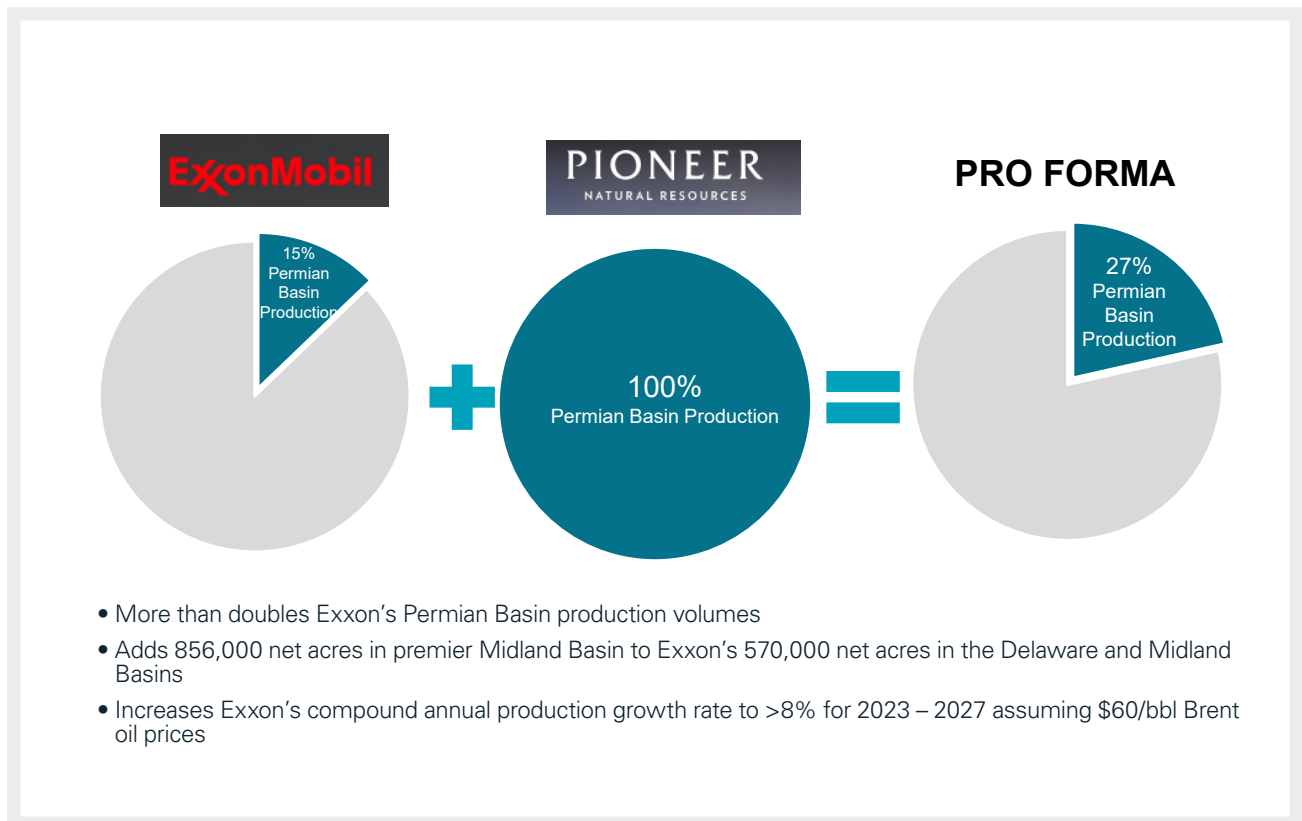 ExxonMobil
PIONEER
NATURAL RESOURCES
PRO FORMA
15%
Permian
Basin
Production
100%
Permian Basin Production
27%
Permian
Basin
Production
• More than doubles Exxon's Permian Basin production volumes
• Adds 856,000 net acres in premier Midland Basin to Exxon's 570,000 net acres in the Delaware and Midland
Basins
• Increases Exxon's compound annual production growth rate to >8% for 2023 – 2027 assuming $60/bbl Brent
oil prices